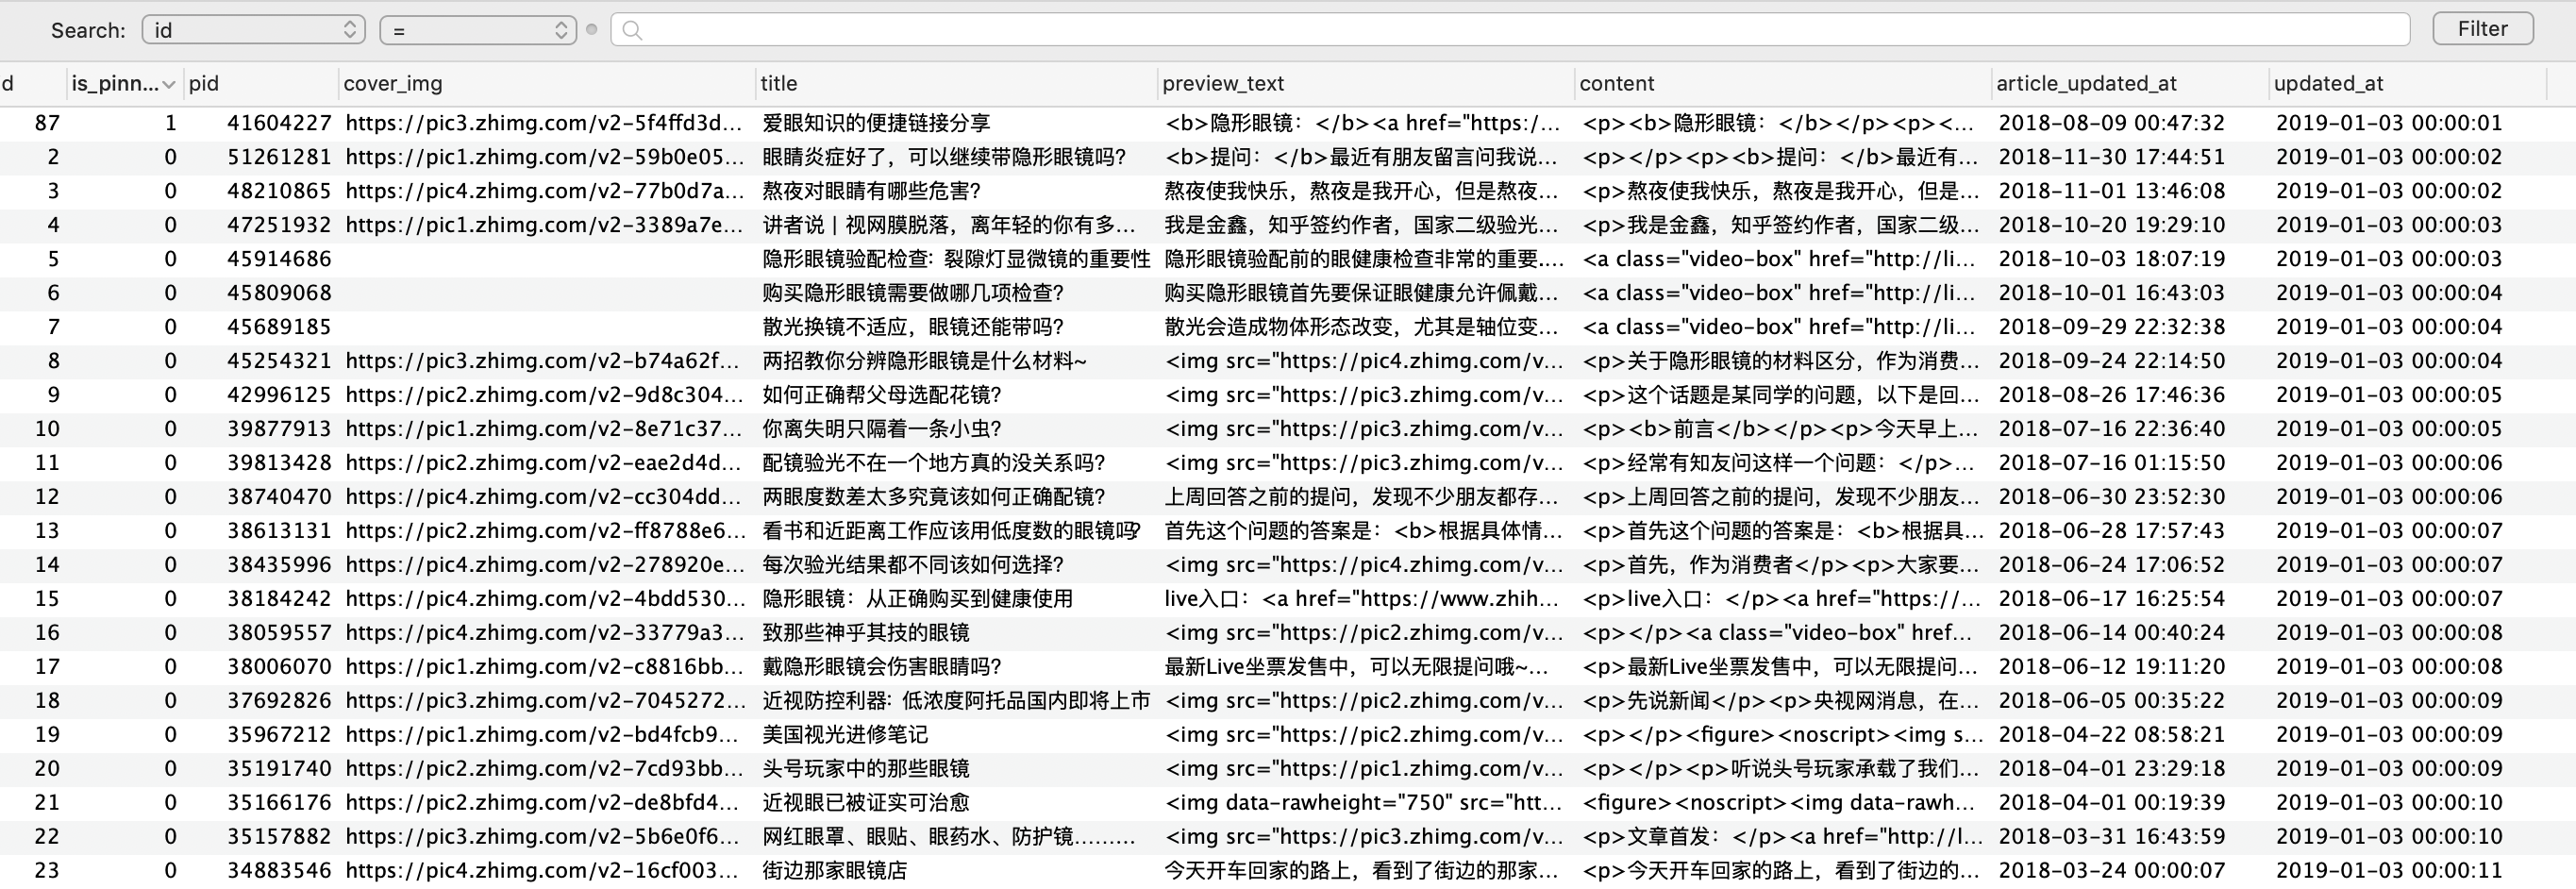 Search: id = Filter
d is_pinn... pid cover_img title preview_text content article_updated_at updated_at
87 1 41604227 https://pic3.zhimg.com/v2-5f4ffd3d... 爱眼知识的便捷链接分享 <b>隐形眼镜：</b><a href="https:/... <p><b>隐形眼镜：</b></p><p><... 2018-08-09 00:47:32 2019-01-03 00:00:01
2 0 51261281 https://pic1.zhimg.com/v2-59b0e05... 眼睛炎症好了，可以继续带隐形眼镜吗？ <b>提问：</b>最近有朋友留言问我说... <p></p><p><b>提问：</b>最近有... 2018-11-30 17:44:51 2019-01-03 00:00:02
3 0 48210865 https://pic4.zhimg.com/v2-77b0d7a... 熬夜对眼睛有哪些危害？ 熬夜使我快乐，熬夜是我开心，但是熬夜... <p>熬夜使我快乐，熬夜是我开心，但是... 2018-11-01 13:46:08 2019-01-03 00:00:02
4 0 47251932 https://pic1.zhimg.com/v2-3389a7e... 讲者说 | 视网膜脱落，离年轻的你有多... 我是金鑫，知乎签约作者，国家二级验光... <p>我是金鑫，知乎签约作者，国家二级... 2018-10-20 19:29:10 2019-01-03 00:00:03
5 0 45914686 隐形眼镜验配检查：裂隙灯显微镜的重要性 隐形眼镜验配前的眼健康检查非常的重要.... <a class="video-box" href="http://li... 2018-10-03 18:07:19 2019-01-03 00:00:03
6 0 45809068 购买隐形眼镜需要做哪几项检查？ 购买隐形眼镜首先要保证眼健康允许佩戴... <a class="video-box" href="http://li... 2018-10-01 16:43:03 2019-01-03 00:00:04
7 0 45689185 散光换镜不适应，眼镜还能带吗？ 散光会造成物体形态改变，尤其是轴位变... <a class="video-box" href="http://li... 2018-09-29 22:32:38 2019-01-03 00:00:04
8 0 45254321 https://pic3.zhimg.com/v2-b74a62f... 两招教你分辨隐形眼镜是什么材料~ <img src="https://pic4.zhimg.com/v... <p>关于隐形眼镜的材料区分，作为消费... 2018-09-24 22:14:50 2019-01-03 00:00:04
9 0 42996125 https://pic2.zhimg.com/v2-9d8c304... 如何正确帮父母选配花镜？ <img src="https://pic3.zhimg.com/v... <p>这个话题是某同学的问题，以下是回... 2018-08-26 17:46:36 2019-01-03 00:00:05
10 0 39877913 https://pic1.zhimg.com/v2-8e71c37... 你离失明只隔着一条小虫？ <img src="https://pic3.zhimg.com/v... <p><b>前言</b></p><p>今天早上... 2018-07-16 22:36:40 2019-01-03 00:00:05
11 0 39813428 https://pic2.zhimg.com/v2-eae2d4d... 配镜验光不在一个地方真的没关系吗？ <img src="https://pic3.zhimg.com/v... <p>经常有知友问这样一个问题：</p>... 2018-07-16 01:15:50 2019-01-03 00:00:06
12 0 38740470 https://pic4.zhimg.com/v2-cc304dd... 两眼度数差太多究竟该如何正确配镜？ 上周回答之前的提问，发现不少朋友都存... <p>上周回答之前的提问，发现不少朋友... 2018-06-30 23:52:30 2019-01-03 00:00:06
13 0 38613131 https://pic2.zhimg.com/v2-ff8788e6... 看书和近距离工作应该用低度数的眼镜吗？ 首先这个问题的答案是：<b>根据具体情... <p>首先这个问题的答案是：<b>根据具... 2018-06-28 17:57:43 2019-01-03 00:00:07
14 0 38435996 https://pic4.zhimg.com/v2-278920e... 每次验光结果都不同该如何选择？ <img src="https://pic4.zhimg.com/v... <p>首先，作为消费者</p><p>大家要... 2018-06-24 17:06:52 2019-01-03 00:00:07
15 0 38184242 https://pic4.zhimg.com/v2-4bdd530... 隐形眼镜：从正确购买到健康使用 live入口：<a href="https://www.zhih... <p>live入口：</p><a href="https://... 2018-06-17 16:25:54 2019-01-03 00:00:07
16 0 38059557 https://pic4.zhimg.com/v2-33779a3... 致那些神乎其技的眼镜 <img src="https://pic2.zhimg.com/v... <p></p><a class="video-box" href... 2018-06-14 00:40:24 2019-01-03 00:00:08
17 0 38006070 https://pic1.zhimg.com/v2-c8816bb... 戴隐形眼镜会伤害眼睛吗？ 最新Live坐票发售中，可以无限提问哦~... <p>最新Live坐票发售中，可以无限提问... 2018-06-12 19:11:20 2019-01-03 00:00:08
18 0 37692826 https://pic3.zhimg.com/v2-7045272... 近视防控利器：低浓度阿托品国内即将上市 <img src="https://pic2.zhimg.com/v... <p>先说新闻</p><p>央视网消息，在... 2018-06-05 00:35:22 2019-01-03 00:00:09
19 0 35967212 https://pic1.zhimg.com/v2-bd4fcb9... 美国视光进修笔记 <img src="https://pic2.zhimg.com/v... <p></p><figure><noscript><img s... 2018-04-22 08:58:21 2019-01-03 00:00:09
20 0 35191740 https://pic2.zhimg.com/v2-7cd93bb... 头号玩家中的那些眼镜 <img src="https://pic1.zhimg.com/v... <p></p><p>听说头号玩家承载了我们... 2018-04-01 23:29:18 2019-01-03 00:00:09
21 0 35166176 https://pic2.zhimg.com/v2-de8bfd4... 近视眼已被证实可治愈 <img data-rawheight="750" src="htt... <figure><noscript><img data-rawh... 2018-04-01 00:19:39 2019-01-03 00:00:10
22 0 35157882 https://pic3.zhimg.com/v2-5b6e0f6... 网红眼罩、眼贴、眼药水、防护镜......... <img src="https://pic3.zhimg.com/v... <p>文章首发：</p><a href="http://l... 2018-03-31 16:43:59 2019-01-03 00:00:10
23 0 34883546 https://pic4.zhimg.com/v2-16cf003... 街边那家眼镜店 今天开车回家的路上，看到了街边的那家... <p>今天开车回家的路上，看到了街边的... 2018-03-24 00:00:07 2019-01-03 00:00:11